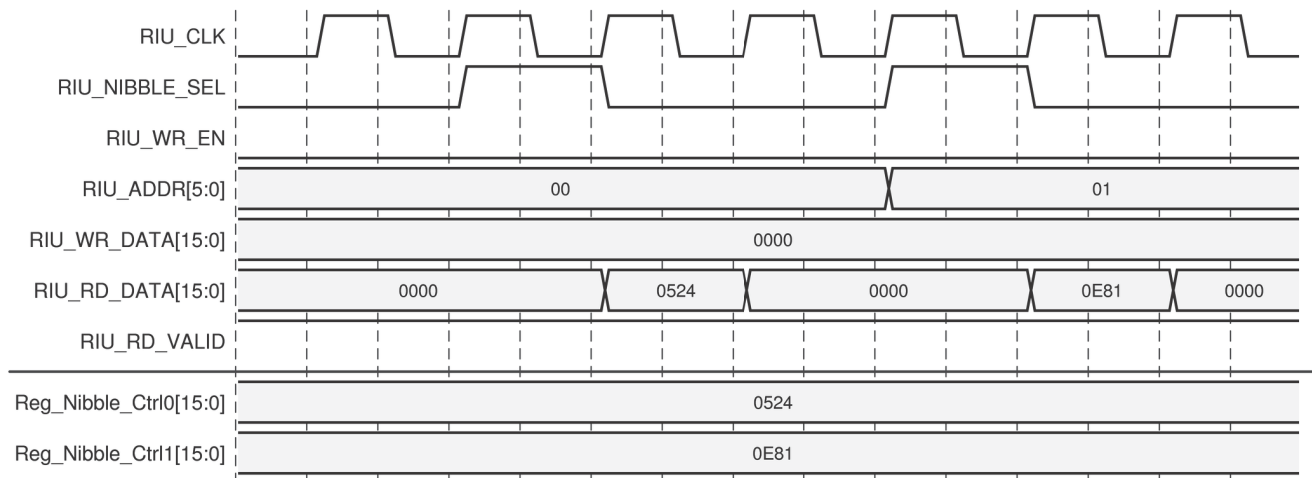 RIU_CLK
RIU_NIBBLE_SEL
RIU_WR_EN
RIU_ADDR[5:0] 00 01
RIU_WR_DATA[15:0] 0000
RIU_RD_DATA[15:0] 0000 0524 0000 0E81 0000
RIU_RD_VALID
Reg_Nibble_Ctrl0[15:0] 0524
Reg_Nibble_Ctrl1[15:0] 0E81